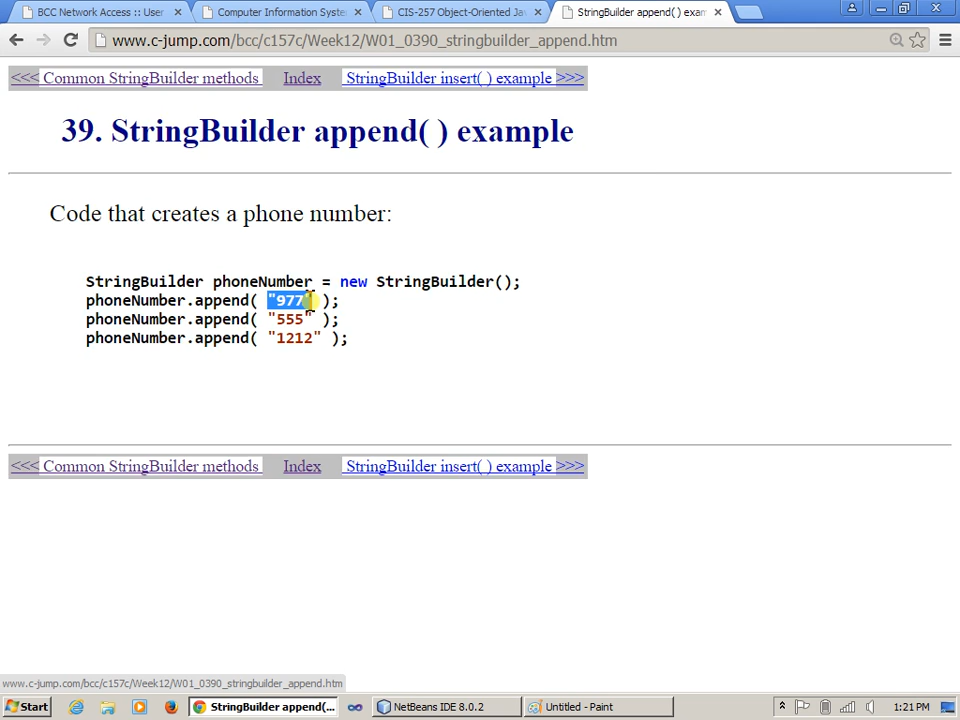 BCC Network Access :: User
Computer Information System
CIS-257 Object-Oriented Jav
StringBuilder append( ) exam
www.c-jump.com/bcc/c157c/Week12/W01_0390_stringbuilder_append.htm
<<< Common StringBuilder methods Index StringBuilder insert( ) example >>>
39. StringBuilder append( ) example
Code that creates a phone number:
StringBuilder phoneNumber = new StringBuilder();
phoneNumber.append( "977" );
phoneNumber.append( "555" );
phoneNumber.append( "1212" );
<<< Common StringBuilder methods Index StringBuilder insert( ) example >>>
www.c-jump.com/bcc/c157c/Week12/W01_0390_stringbuilder_append.htm
Start StringBuilder append(... NetBeans IDE 8.0.2 Untitled - Paint 1:21 PM